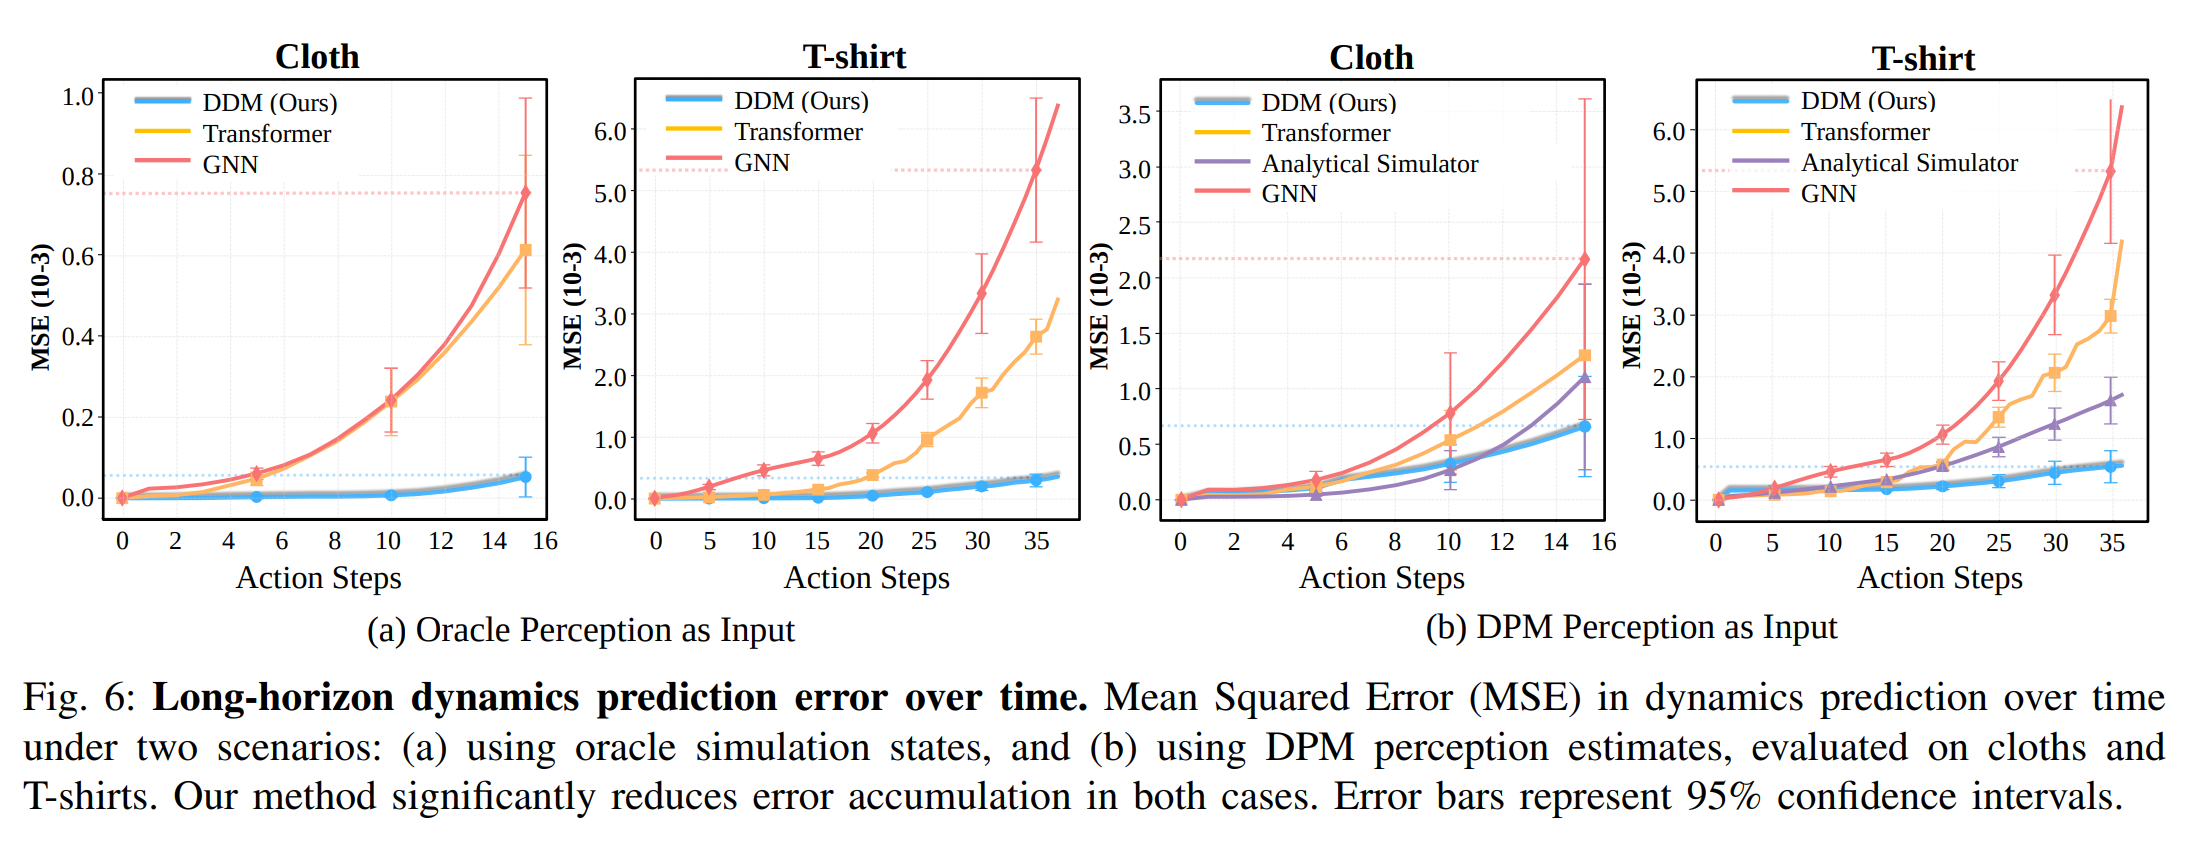 Cloth
MSE (10-3)
1.0
0.8
0.6
0.4
0.2
0.0
DDM (Ours)
Transformer
GNN
0 2 4 6 8 10 12 14 16
Action Steps
T-shirt
MSE (10-3)
6.0
5.0
4.0
3.0
2.0
1.0
0.0
DDM (Ours)
Transformer
GNN
0 5 10 15 20 25 30 35
Action Steps
(a) Oracle Perception as Input
Cloth
MSE (10-3)
3.5
3.0
2.5
2.0
1.5
1.0
0.5
0.0
DDM (Ours)
Transformer
Analytical Simulator
GNN
0 2 4 6 8 10 12 14 16
Action Steps
T-shirt
MSE (10-3)
6.0
5.0
4.0
3.0
2.0
1.0
0.0
DDM (Ours)
Transformer
Analytical Simulator
GNN
0 5 10 15 20 25 30 35
Action Steps
(b) DPM Perception as Input
Fig. 6: Long-horizon dynamics prediction error over time. Mean Squared Error (MSE) in dynamics prediction over time
under two scenarios: (a) using oracle simulation states, and (b) using DPM perception estimates, evaluated on cloths and
T-shirts. Our method significantly reduces error accumulation in both cases. Error bars represent 95% confidence intervals.